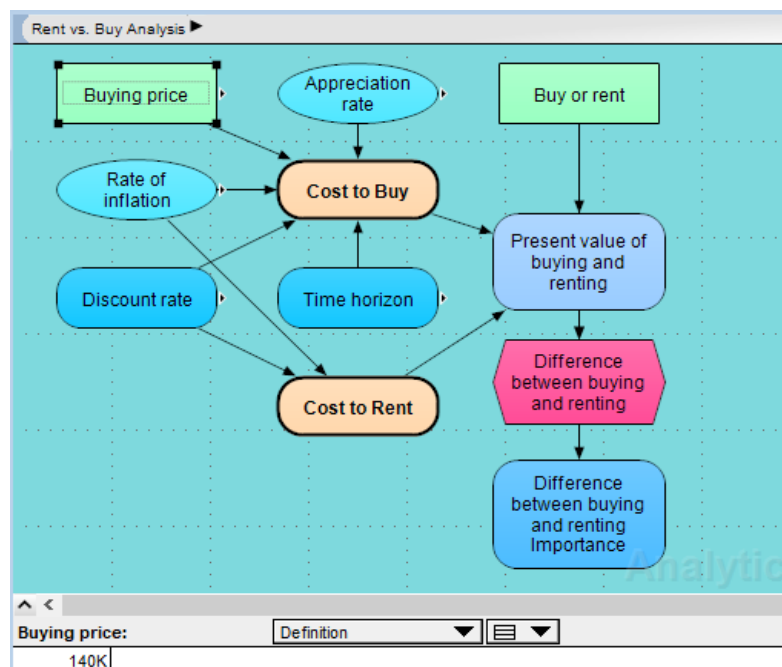 Rent vs. Buy Analysis
Buying price
Appreciation
rate
Buy or rent
Rate of
inflation
Cost to Buy
Present value of
buying and
renting
Discount rate
Time horizon
Difference
between buying
and renting
Cost to Rent
Difference
between buying
and renting
Importance
Analytic
Buying price:
Definition
140K